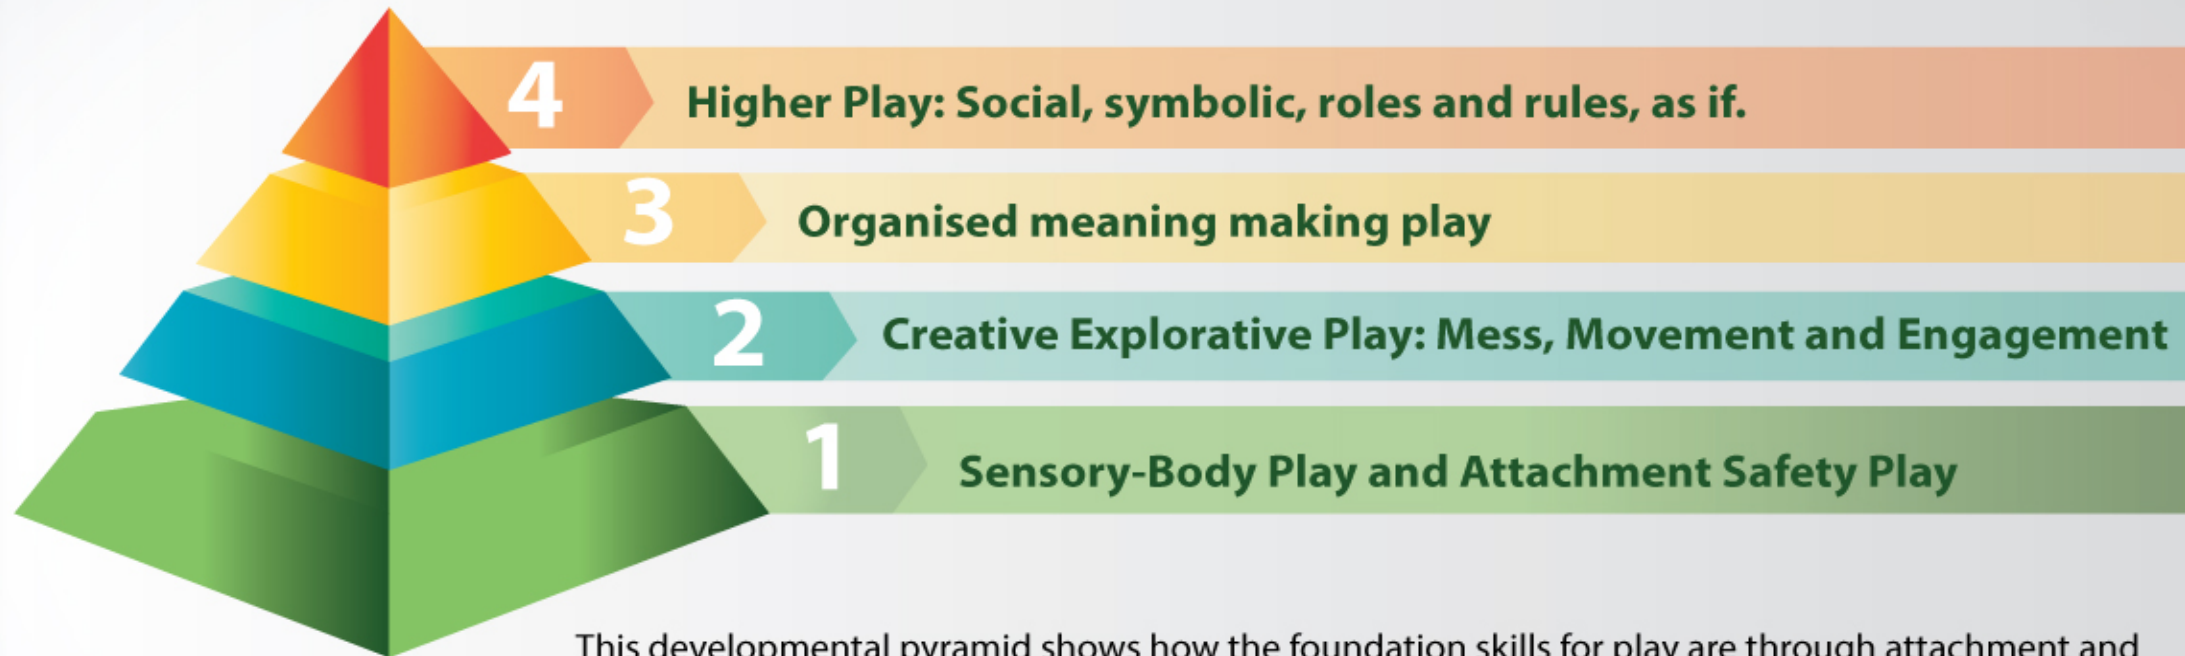 4
Higher Play: Social, symbolic, roles and rules, as if.
3
Organised meaning making play
2
Creative Explorative Play: Mess, Movement and Engagement
1
Sensory-Body Play and Attachment Safety Play
This developmental pyramid shows how the foundation skills for play are through attachment and